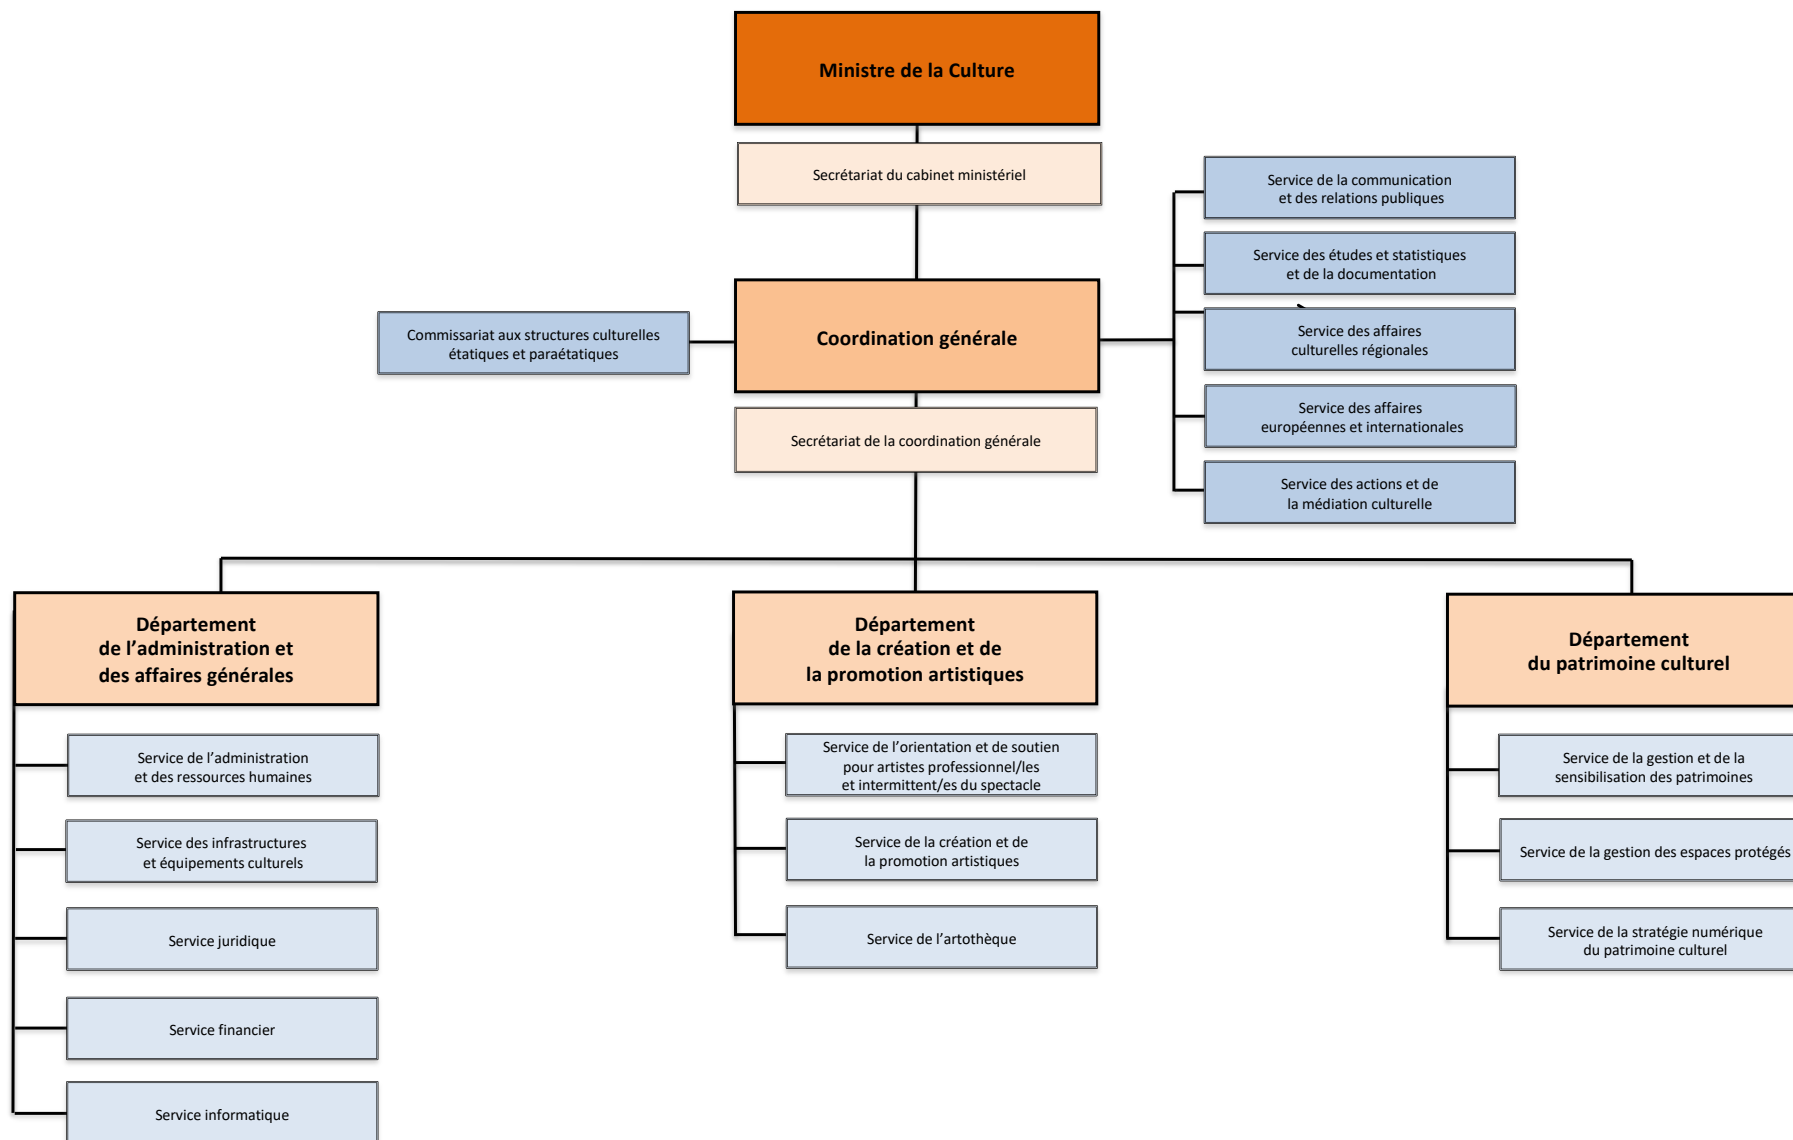 Ministre de la Culture
Secrétariat du cabinet ministériel
Service de la communication
et des relations publiques
Service des études et statistiques
et de la documentation
Commissariat aux structures culturelles
étatiques et paraétatiques
Coordination générale
Service des affaires
culturelles régionales
Service des affaires
européennes et internationales
Secrétariat de la coordination générale
Service des actions et de
la médiation culturelle
Département
de l’administration et
des affaires générales
Service de l’administration
et des ressources humaines
Service des infrastructures
et équipements culturels
Service juridique
Service financier
Service informatique
Département
de la création et de
la promotion artistiques
Service de l’orientation et de soutien
pour artistes professionnel/les
et intermittent/es du spectacle
Service de la création et de
la promotion artistiques
Service de l’artothèque
Département
du patrimoine culturel
Service de la gestion et de la
sensibilisation des patrimoines
Service de la gestion des espaces protégés
Service de la stratégie numérique
du patrimoine culturel